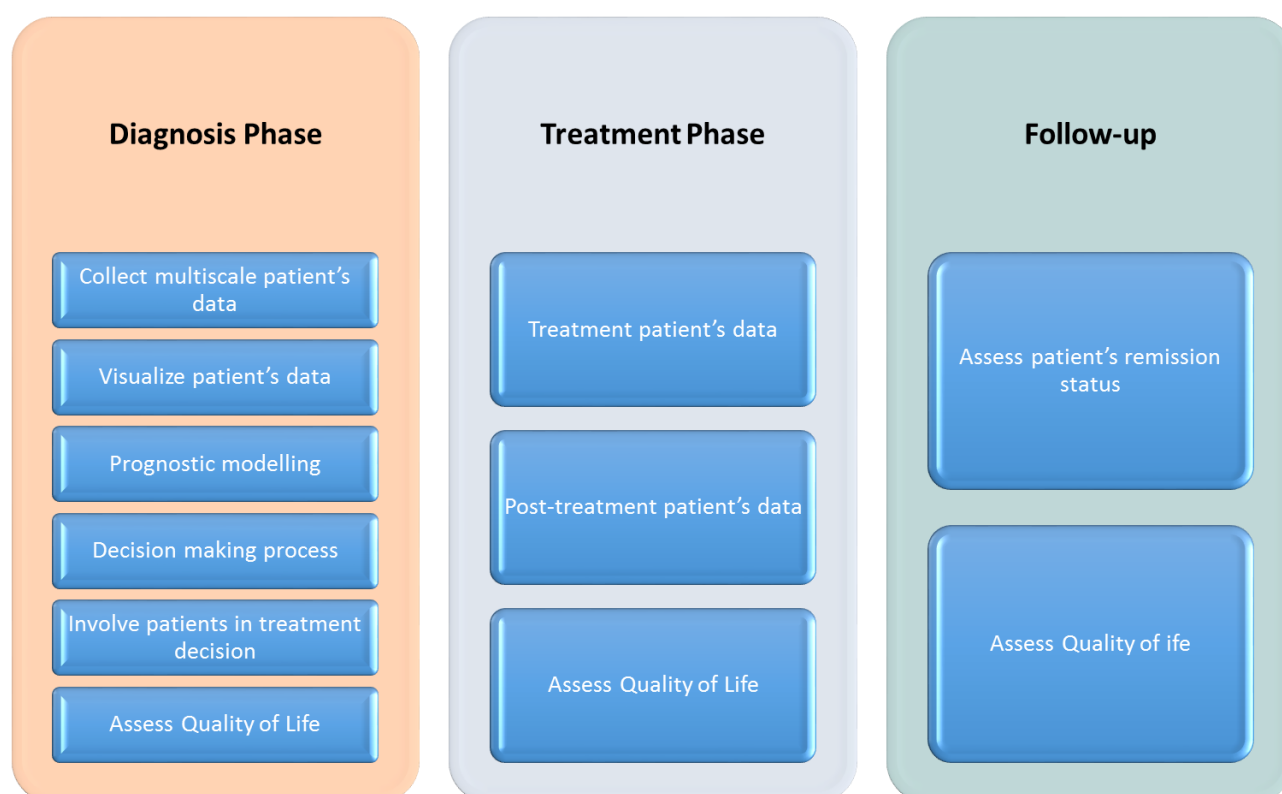 Diagnosis Phase
Collect multiscale patient’s
data
Visualize patient’s data
Prognostic modelling
Decision making process
Involve patients in treatment
decision
Assess Quality of Life
Treatment Phase
Treatment patient’s data
Post-treatment patient’s data
Assess Quality of Life
Follow-up
Assess patient’s remission
status
Assess Quality of ife